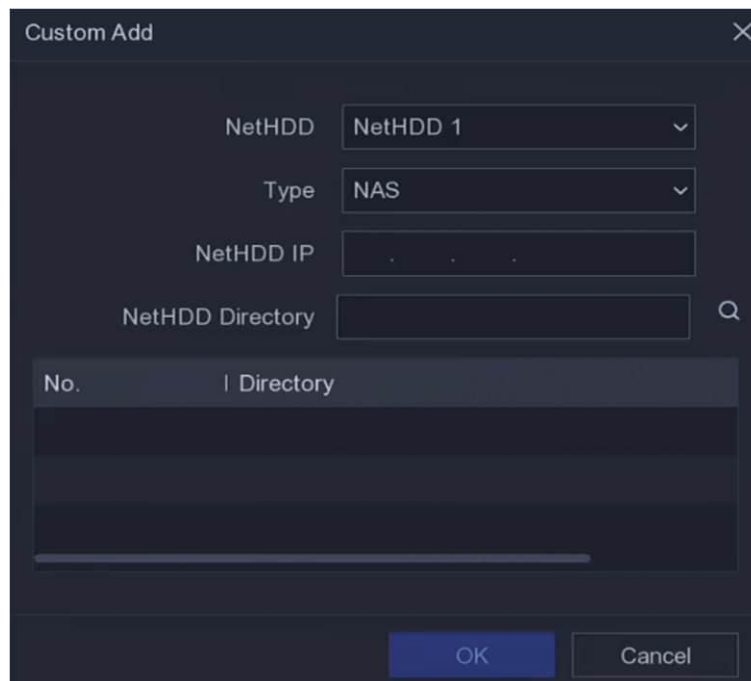 Custom Add
NetHDD NetHDD 1
Type NAS
NetHDD IP . . .
NetHDD Directory
No. Directory
OK Cancel